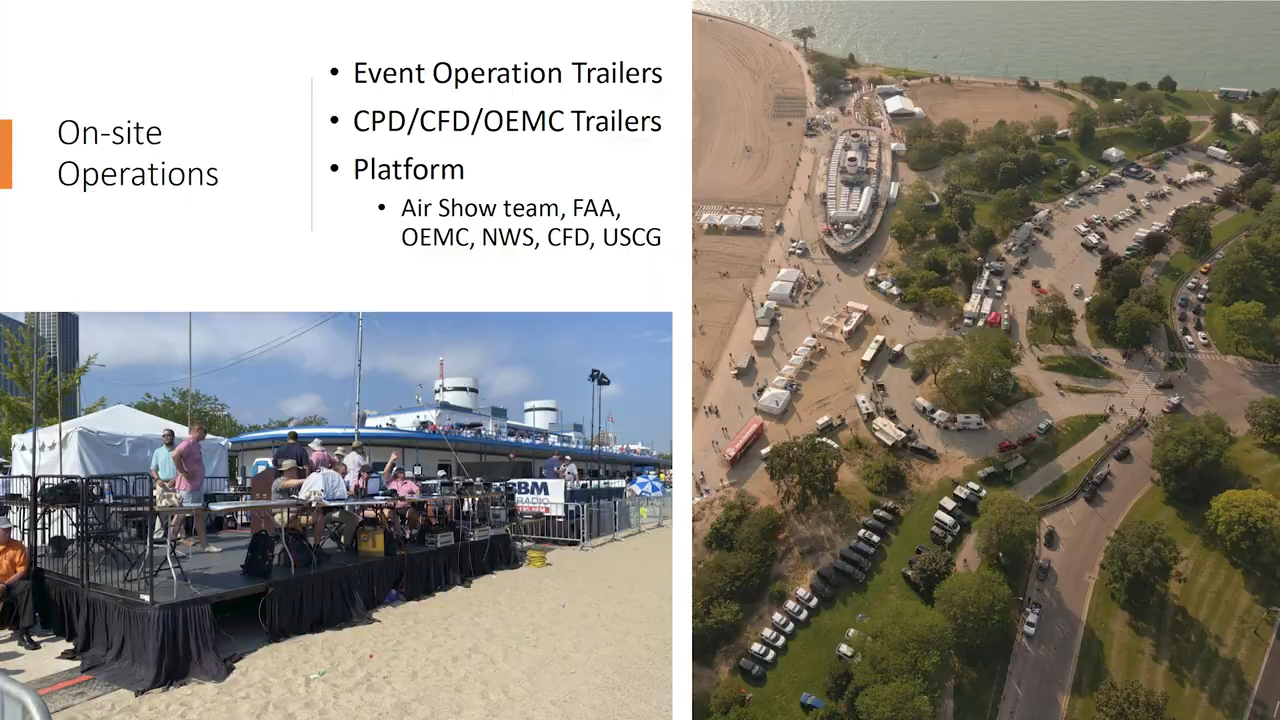 On-site
Operations
• Event Operation Trailers
• CPD/CFD/OEMC Trailers
• Platform
• Air Show team, FAA,
OEMC, NWS, CFD, USCG
BBM
RADIO